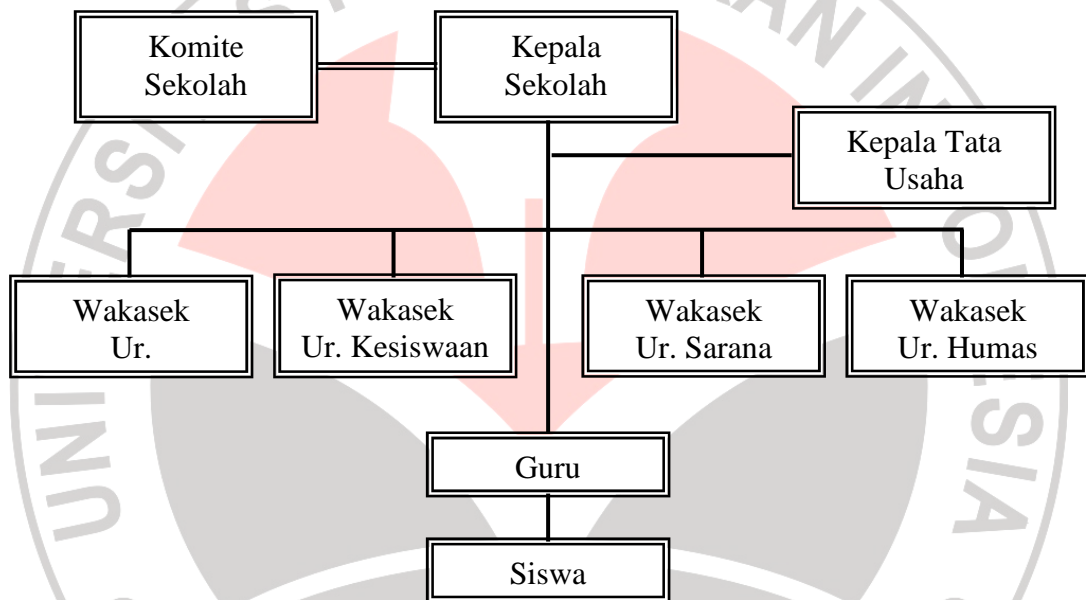 Komite
Sekolah
Kepala
Sekolah
Kepala Tata
Usaha
Wakasek
Ur.
Wakasek
Ur. Kesiswaan
Wakasek
Ur. Sarana
Wakasek
Ur. Humas
Guru
Siswa